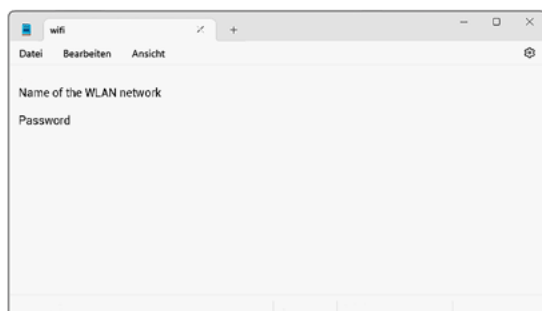 wifi
Datei Bearbeiten Ansicht
Name of the WLAN network
Password